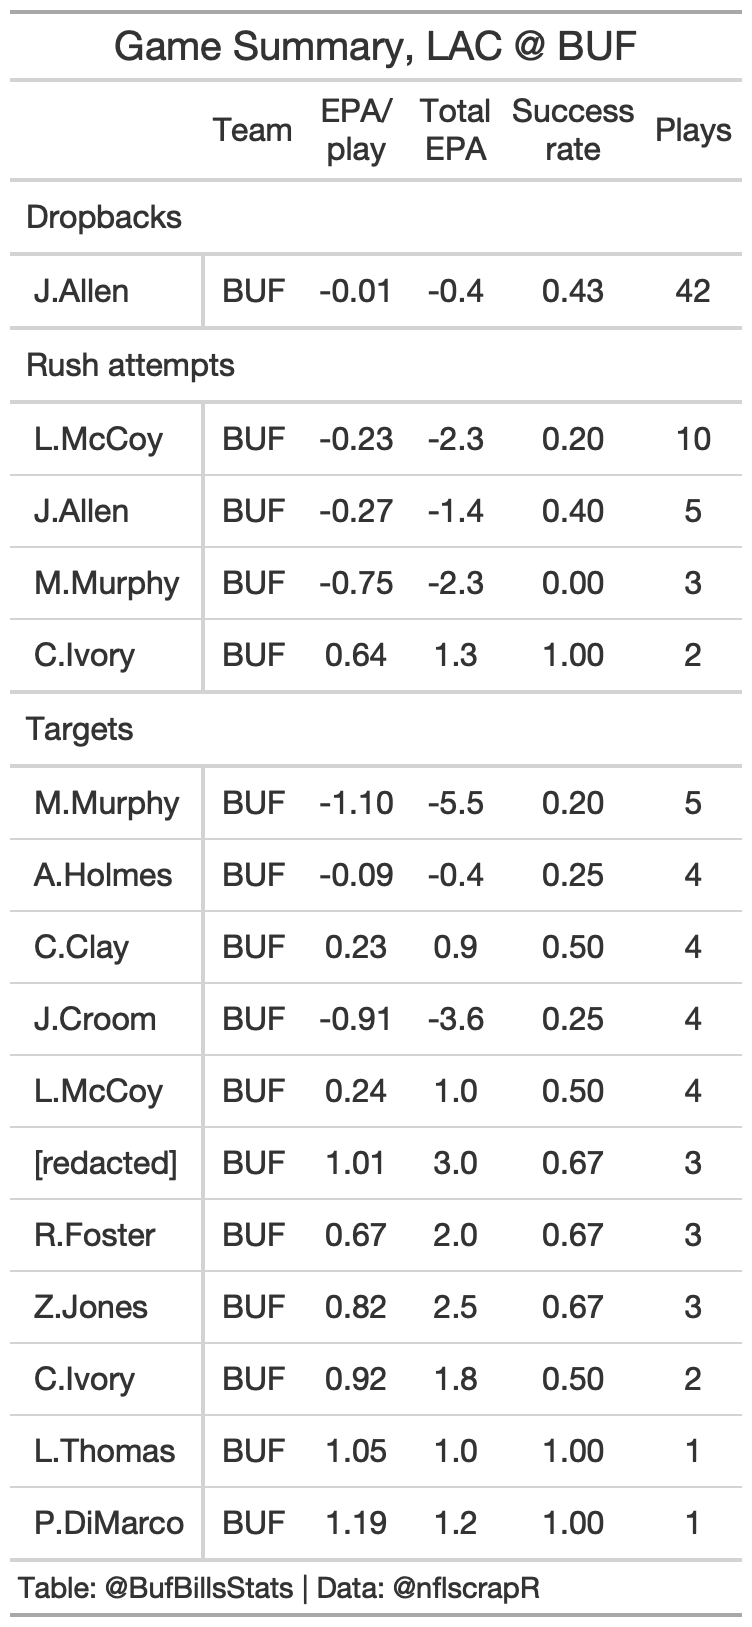 Game Summary, LAC @ BUF
Team EPA/ play Total EPA Success rate Plays
Dropbacks
J.Allen BUF -0.01 -0.4 0.43 42
Rush attempts
L.McCoy BUF -0.23 -2.3 0.20 10
J.Allen BUF -0.27 -1.4 0.40 5
M.Murphy BUF -0.75 -2.3 0.00 3
C.Ivory BUF 0.64 1.3 1.00 2
Targets
M.Murphy BUF -1.10 -5.5 0.20 5
A.Holmes BUF -0.09 -0.4 0.25 4
C.Clay BUF 0.23 0.9 0.50 4
J.Croom BUF -0.91 -3.6 0.25 4
L.McCoy BUF 0.24 1.0 0.50 4
[redacted] BUF 1.01 3.0 0.67 3
R.Foster BUF 0.67 2.0 0.67 3
Z.Jones BUF 0.82 2.5 0.67 3
C.Ivory BUF 0.92 1.8 0.50 2
L.Thomas BUF 1.05 1.0 1.00 1
P.DiMarco BUF 1.19 1.2 1.00 1
Table: @BufBillsStats | Data: @nflscrapR